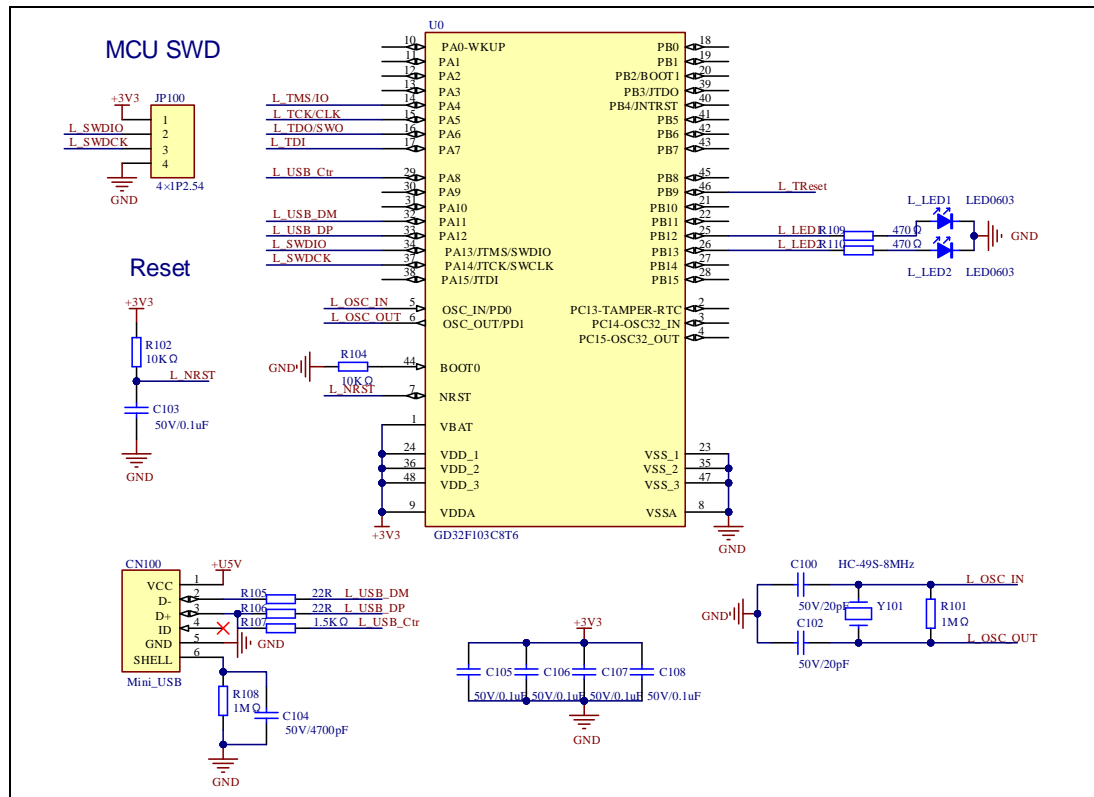 U0
MCU SWD
+3V3
JP100
L_SWDIO
L_SWDCK
1
2
3
4
GND
4×1P2.54
Reset
+3V3
R102
10KΩ
L_NRST
C103
50V/0.1uF
GND
10 PA0-WKUP
11 PA1
12 PA2
13 PA3
L_TMS/IO 14 PA4
L_TCK/CLK 15 PA5
L_TDO/SWO 16 PA6
L_TDI 17 PA7
L_USB_Ctr 29 PA8
30 PA9
31 PA10
L_USB_DM 32 PA11
L_USB_DP 33 PA12
L_SWDIO 34 PA13/JTMS/SWDIO
L_SWDCK 37 PA14/JTCK/SWCLK
38 PA15/JTDI
L_OSC_IN 5 OSC_IN/PD0
L_OSC_OUT 6 OSC_OUT/PD1
GND R104 10KΩ 44 BOOT0
L_NRST 7 NRST
1 VBAT
24 VDD_1
36 VDD_2
48 VDD_3
9 VDDA
+3V3
GD32F103C8T6
PB0 18
PB1 19
PB2/BOOT1 20
PB3/JTDO 39
PB4/JNTRST 40
PB5 41
PB6 42
PB7 43
PB8 45
PB9 46 L_TReset
PB10 21
PB11 22
PB12 25 L_LED1 R109 470Ω
PB13 26 L_LED2 R110 470Ω
PB14 27
PB15 28
L_LED1 LED0603
GND
L_LED2 LED0603
PC13-TAMPER-RTC 2
PC14-OSC32_IN 3
PC15-OSC32_OUT 4
VSS_1 23
VSS_2 35
VSS_3 47
VSSA 8
GND
CN100
+U5V
VCC 1
D- 2 R105 22R L_USB_DM
D+ 3 R106 22R L_USB_DP
ID 4 R107 1.5KΩ L_USB_Ctr
GND 5 GND
SHELL 6
Mini_USB
R108
1MΩ
C104
50V/4700pF
GND
+3V3
C105 C106 C107 C108
50V/0.1uF 50V/0.1uF 50V/0.1uF 50V/0.1uF
GND
C100 HC-49S-8MHz
L_OSC_IN
50V/20pF
GND
Y101
R101
1MΩ
C102
L_OSC_OUT
50V/20pF